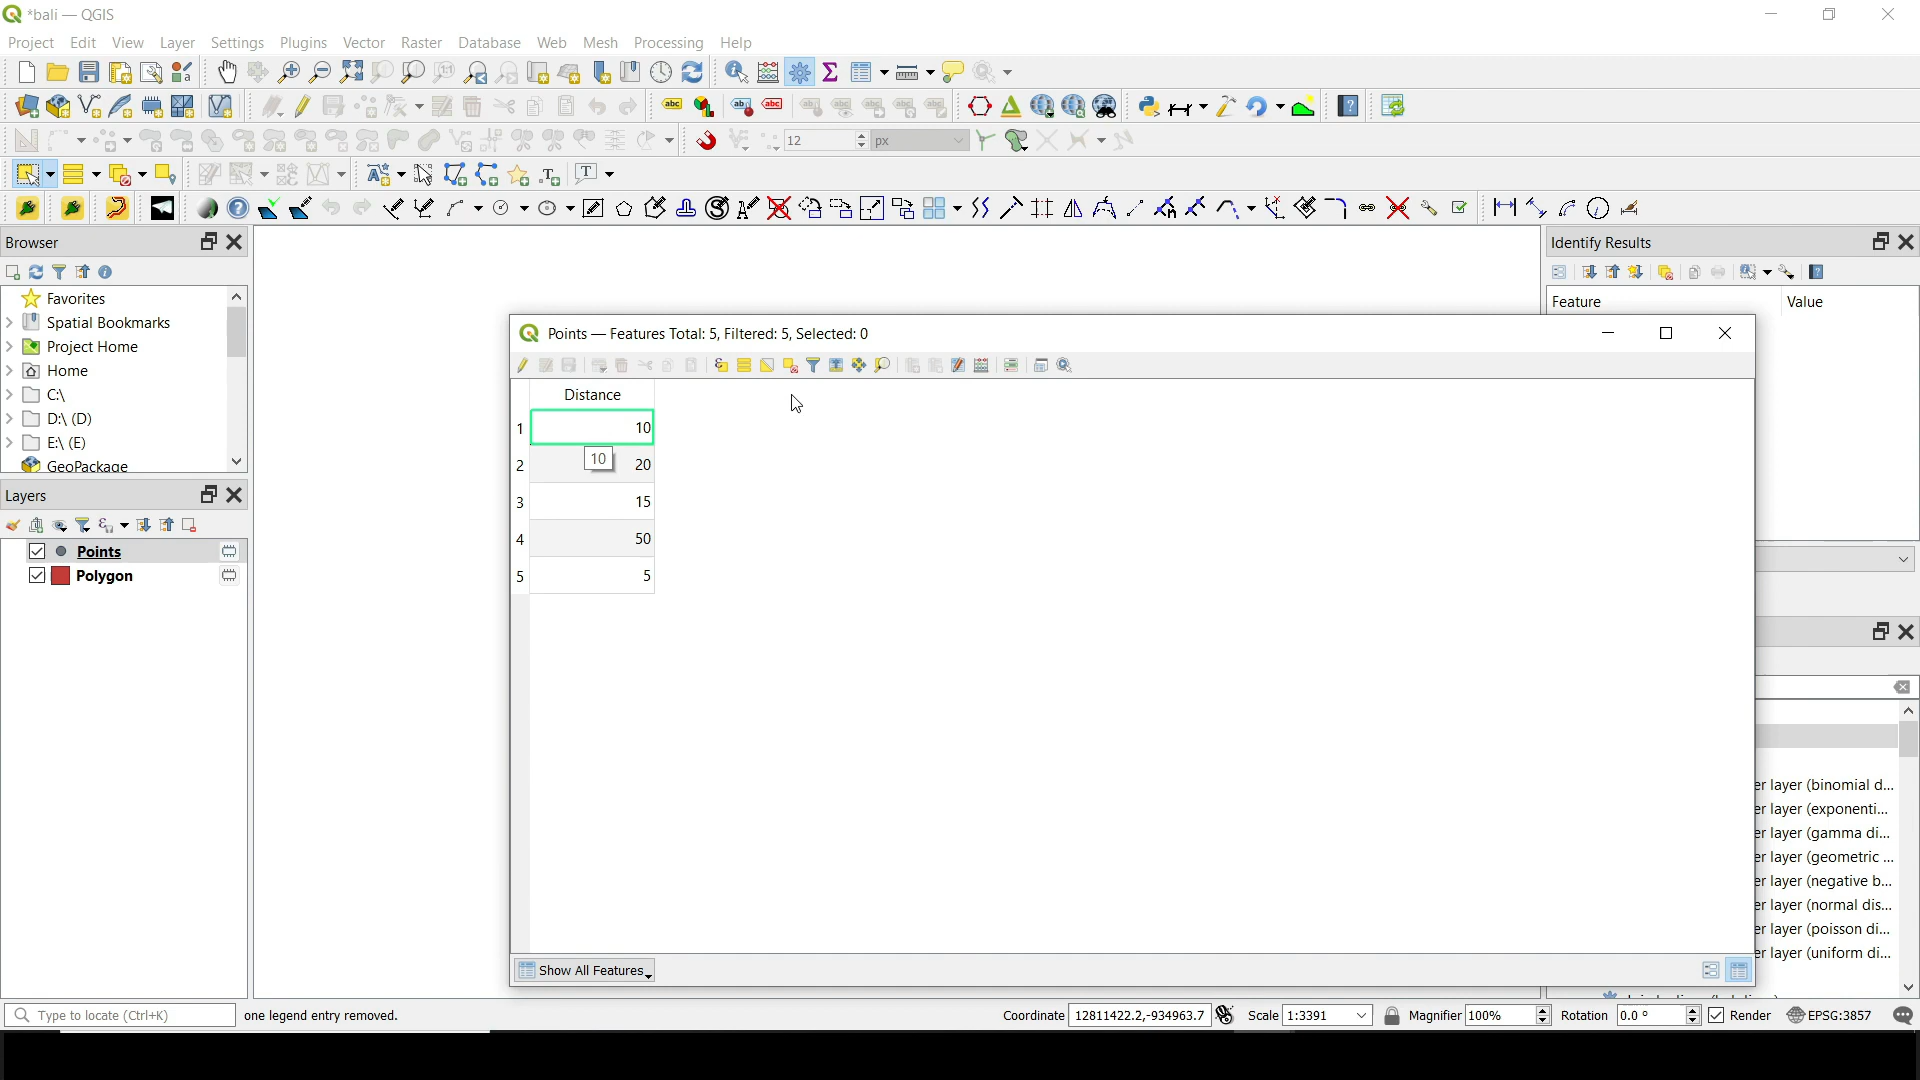 *bali — QGIS
Project Edit View Layer Settings Plugins Vector Raster Database Web Mesh Processing Help
12 px
Browser
Favorites
Spatial Bookmarks
Project Home
Home
C:\
D:\ (D)
E:\ (E)
GeoPackage
Layers
Points
Polygon
Identify Results
Feature Value
Points — Features Total: 5, Filtered: 5, Selected: 0
Distance
1 10
10
2 20
3 15
4 50
5 5
Show All Features
er layer (binomial d...
er layer (exponenti...
er layer (gamma di...
er layer (geometric ...
er layer (negative b...
er layer (normal dis...
er layer (poisson di...
er layer (uniform di...
Type to locate (Ctrl+K) one legend entry removed. Coordinate 12811422.2,-934963.7 Scale 1:3391 Magnifier 100% Rotation 0.0 ° Render EPSG:3857